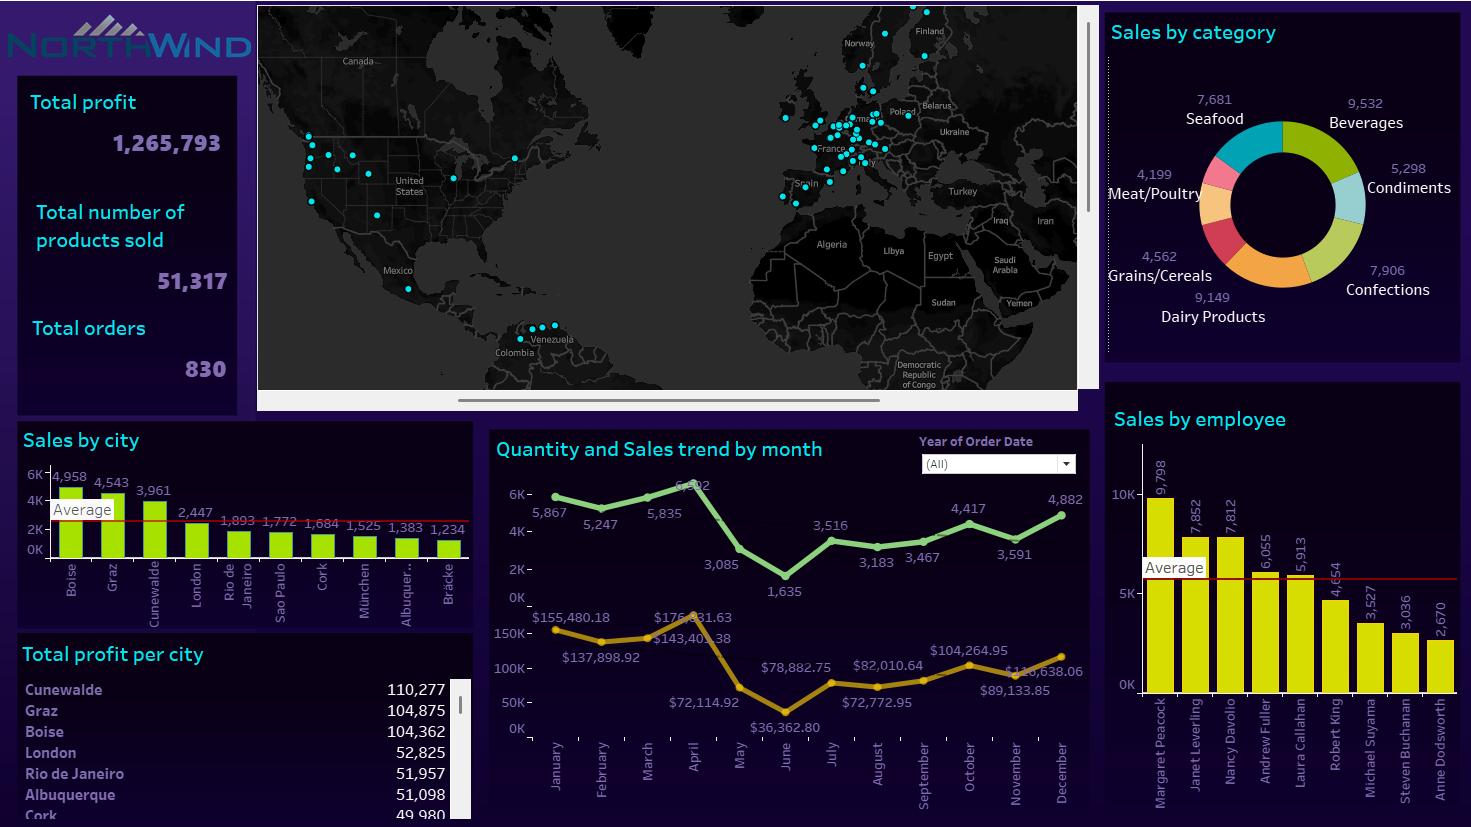 NORTHWIND
Total profit
1,265,793
Total number of
products sold
51,317
Total orders
830
Canada
United
States
Mexico
Venezuela
Colombia
Norway
Finland
Belarus
Poland
Ukraine
France
Spain
Italy
Turkey
Algeria
Libya
Egypt
Iraq
Iran
Saudi
Arabia
Sudan
Yemen
Democratic
Republic
of Congo
Sales by category
7,681
Seafood
9,532
Beverages
4,199
Meat/Poultry
5,298
Condiments
4,562
Grains/Cereals
7,906
Confections
9,149
Dairy Products
Sales by city
6K
4K
2K
0K
4,958
4,543
3,961
2,447
1,893
1,772
1,684
1,525
1,383
1,234
Average
Boise
Graz
Cunewalde
London
Rio de
Janeiro
Sao Paulo
Cork
München
Albuquer..
Bräcke
Total profit per city
Cunewalde 110,277
Graz 104,875
Boise 104,362
London 52,825
Rio de Janeiro 51,957
Albuquerque 51,098
Cork 49,980
Quantity and Sales trend by month
Year of Order Date
(All)
6K
4K
2K
0K
5,867
5,247
5,835
6,592
3,085
1,635
3,516
3,183
3,467
4,417
3,591
4,882
150K
100K
50K
0K
$155,480.18
$137,898.92
$143,401.38
$72,114.92
$36,362.80
$78,882.75
$72,772.95
$82,010.64
$104,264.95
$89,133.85
January
February
March
April
May
June
July
August
September
October
November
December
Sales by employee
10K
5K
0K
9,798
7,852
7,812
6,055
5,913
4,654
3,527
3,036
2,670
Average
Margaret Peacock
Janet Leverling
Nancy Davolio
Andrew Fuller
Laura Callahan
Robert King
Michael Suyama
Steven Buchanan
Anne Dodsworth